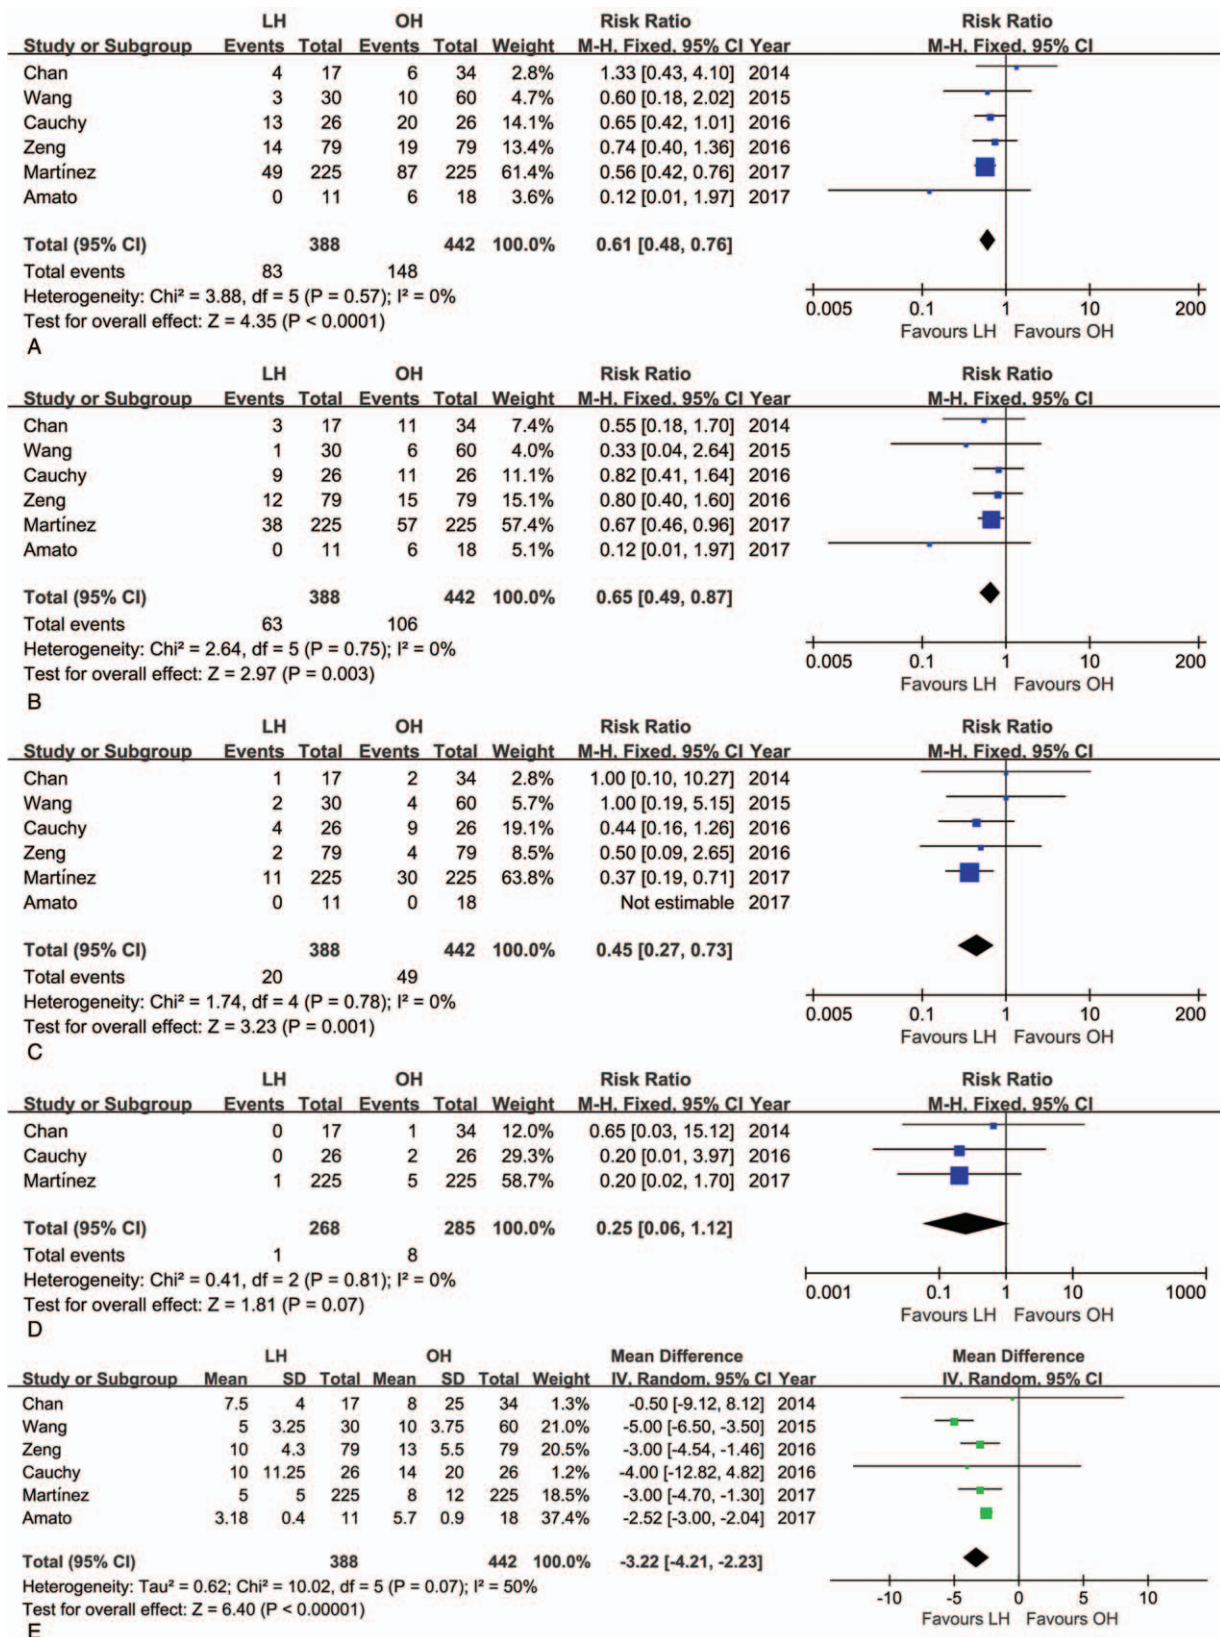 LH OH Risk Ratio Risk Ratio
Study or Subgroup Events Total Events Total Weight M-H, Fixed, 95% CI Year M-H, Fixed, 95% CI
Chan 4 17 6 34 2.8% 1.33 [0.43, 4.10] 2014
Wang 3 30 10 60 4.7% 0.60 [0.18, 2.02] 2015
Cauchy 13 26 20 26 14.1% 0.65 [0.42, 1.01] 2016
Zeng 14 79 19 79 13.4% 0.74 [0.40, 1.36] 2016
Martínez 49 225 87 225 61.4% 0.56 [0.42, 0.76] 2017
Amato 0 11 6 18 3.6% 0.12 [0.01, 1.97] 2017
Total (95% CI) 388 442 100.0% 0.61 [0.48, 0.76]
Total events 83 148
Heterogeneity: Chi² = 3.88, df = 5 (P = 0.57); I² = 0%
Test for overall effect: Z = 4.35 (P < 0.0001)
0.005 0.1 1 10 200
Favours LH Favours OH
A
LH OH Risk Ratio Risk Ratio
Study or Subgroup Events Total Events Total Weight M-H, Fixed, 95% CI Year M-H, Fixed, 95% CI
Chan 3 17 11 34 7.4% 0.55 [0.18, 1.70] 2014
Wang 1 30 6 60 4.0% 0.33 [0.04, 2.64] 2015
Cauchy 9 26 11 26 11.1% 0.82 [0.41, 1.64] 2016
Zeng 12 79 15 79 15.1% 0.80 [0.40, 1.60] 2016
Martínez 38 225 57 225 57.4% 0.67 [0.46, 0.96] 2017
Amato 0 11 6 18 5.1% 0.12 [0.01, 1.97] 2017
Total (95% CI) 388 442 100.0% 0.65 [0.49, 0.87]
Total events 63 106
Heterogeneity: Chi² = 2.64, df = 5 (P = 0.75); I² = 0%
Test for overall effect: Z = 2.97 (P = 0.003)
0.005 0.1 1 10 200
Favours LH Favours OH
B
LH OH Risk Ratio Risk Ratio
Study or Subgroup Events Total Events Total Weight M-H, Fixed, 95% CI Year M-H, Fixed, 95% CI
Chan 1 17 2 34 2.8% 1.00 [0.10, 10.27] 2014
Wang 2 30 4 60 5.7% 1.00 [0.19, 5.15] 2015
Cauchy 4 26 9 26 19.1% 0.44 [0.16, 1.26] 2016
Zeng 2 79 4 79 8.5% 0.50 [0.09, 2.65] 2016
Martínez 11 225 30 225 63.8% 0.37 [0.19, 0.71] 2017
Amato 0 11 0 18 Not estimable 2017
Total (95% CI) 388 442 100.0% 0.45 [0.27, 0.73]
Total events 20 49
Heterogeneity: Chi² = 1.74, df = 4 (P = 0.78); I² = 0%
Test for overall effect: Z = 3.23 (P = 0.001)
0.005 0.1 1 10 200
Favours LH Favours OH
C
LH OH Risk Ratio Risk Ratio
Study or Subgroup Events Total Events Total Weight M-H, Fixed, 95% CI Year M-H, Fixed, 95% CI
Chan 0 17 1 34 12.0% 0.65 [0.03, 15.12] 2014
Cauchy 0 26 2 26 29.3% 0.20 [0.01, 3.97] 2016
Martínez 1 225 5 225 58.7% 0.20 [0.02, 1.70] 2017
Total (95% CI) 268 285 100.0% 0.25 [0.06, 1.12]
Total events 1 8
Heterogeneity: Chi² = 0.41, df = 2 (P = 0.81); I² = 0%
Test for overall effect: Z = 1.81 (P = 0.07)
0.001 0.1 1 10 1000
Favours LH Favours OH
D
LH OH Mean Difference Mean Difference
Study or Subgroup Mean SD Total Mean SD Total Weight IV, Random, 95% CI Year IV, Random, 95% CI
Chan 7.5 4 17 8 25 34 1.3% -0.50 [-9.12, 8.12] 2014
Wang 5 3.25 30 10 3.75 60 21.0% -5.00 [-6.50, -3.50] 2015
Zeng 10 4.3 79 13 5.5 79 20.5% -3.00 [-4.54, -1.46] 2016
Cauchy 10 11.25 26 14 20 26 1.2% -4.00 [-12.82, 4.82] 2016
Martínez 5 5 225 8 12 225 18.5% -3.00 [-4.70, -1.30] 2017
Amato 3.18 0.4 11 5.7 0.9 18 37.4% -2.52 [-3.00, -2.04] 2017
Total (95% CI) 388 442 100.0% -3.22 [-4.21, -2.23]
Heterogeneity: Tau² = 0.62; Chi² = 10.02, df = 5 (P = 0.07); I² = 50%
Test for overall effect: Z = 6.40 (P < 0.00001)
-10 -5 0 5 10
Favours LH Favours OH
E